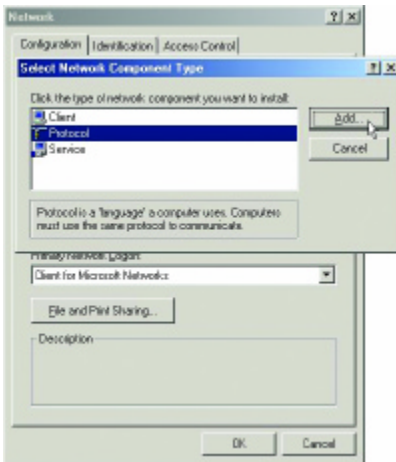 Network
Configuration Identification Access Control
Select Network Component Type
Click the type of network component you want to install:
Client
Protocol
Service
Add...
Cancel
Protocol is a 'language' a computer uses. Computers
must use the same protocol to communicate.
Primary Network Logon:
Client for Microsoft Networks
File and Print Sharing...
Description
OK
Cancel